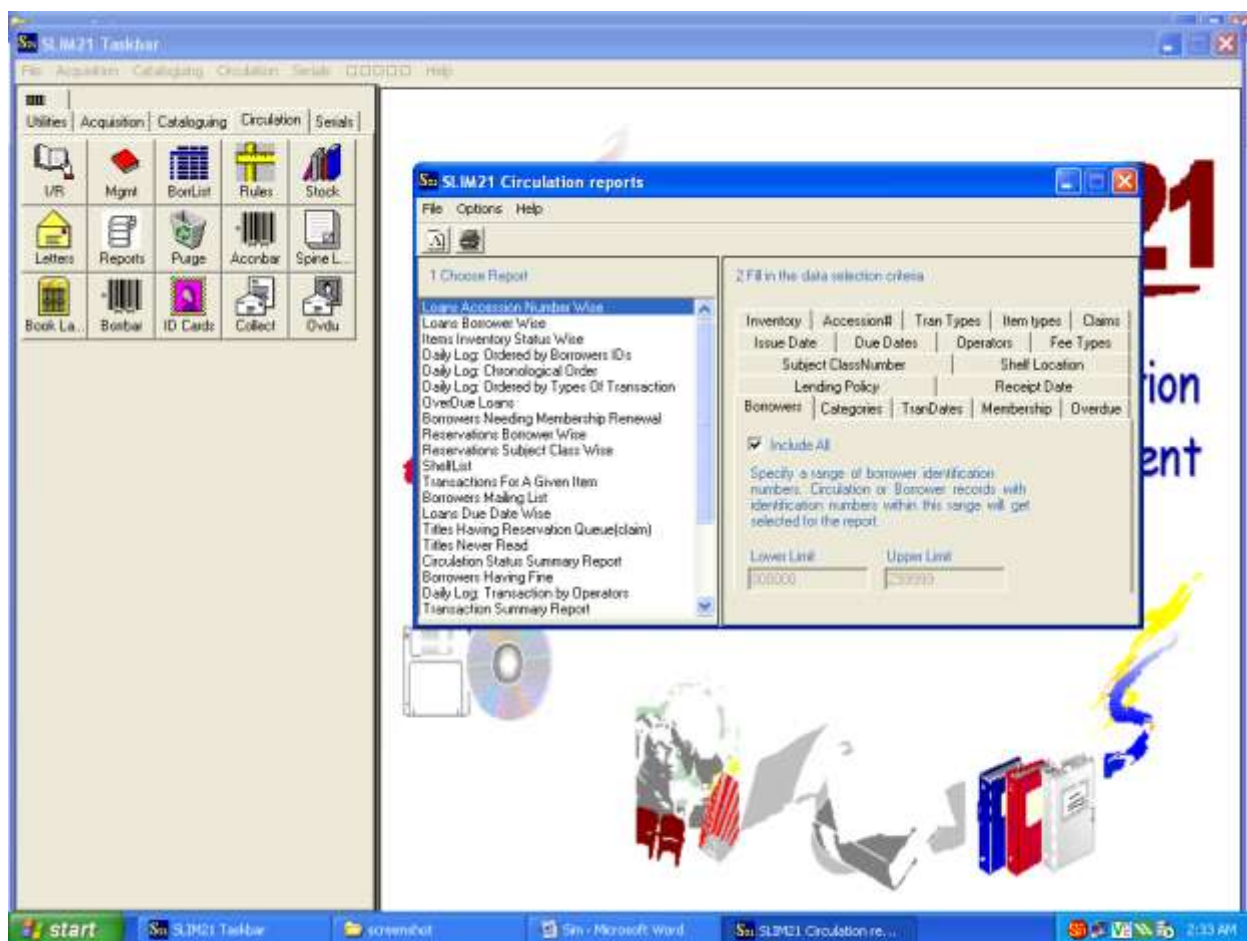 SLIM21 Taskbar
File Acquisition Cataloguing Circulation Serials □□□□□ Help
Utilities Acquisition Cataloguing Circulation Serials
I/R Mgmt BorrList Rules Stock
Letters Reports Purge Accnbar Spine L...
Book La... Borrbar ID Cards Collect Ovdu
21
tion
ent
SLIM21 Circulation reports
File Options Help
1 Choose Report
Loans Accession Number Wise
Loans Borrower Wise
Items Inventory Status Wise
Daily Log: Ordered by Borrowers IDs
Daily Log: Chronological Order
Daily Log: Ordered by Types Of Transaction
OverDue Loans
Borrowers Needing Membership Renewal
Reservations Borrower Wise
Reservations Subject Class Wise
ShelfList
Transactions For A Given Item
Borrowers Mailing List
Loans Due Date Wise
Titles Having Reservation Queue(claim)
Titles Never Read
Circulation Status Summary Report
Borrowers Having Fine
Daily Log: Transaction by Operators
Transaction Summary Report
2 Fill in the data selection criteria
Inventory Accession# Tran Types Item types Claims
Issue Date Due Dates Operators Fee Types
Subject ClassNumber Shelf Location
Lending Policy Receipt Date
Borrowers Categories TranDates Membership Overdue
Include All
Specify a range of borrower identification
numbers. Circulation or Borrower records with
identification numbers within this range will get
selected for the report.
Lower Limit Upper Limit
000000
start SLIM21 Taskbar screenshot Sim - Microsoft Word SLIM21 Circulation re... 2:33 AM